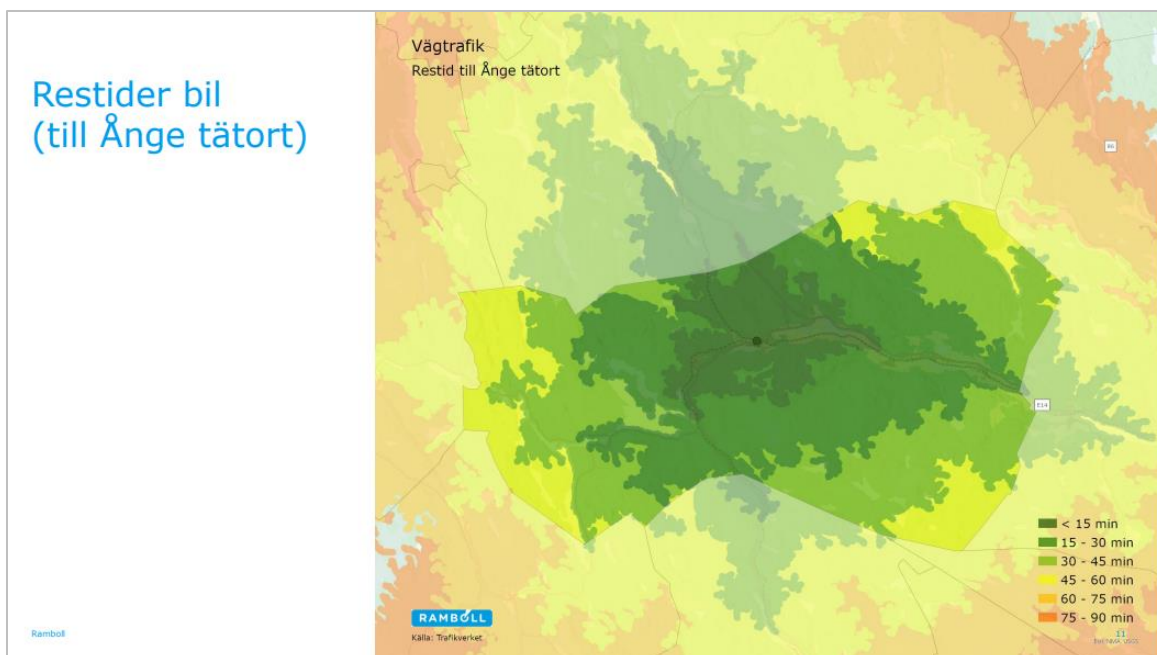 Restider bil
(till Ånge tätort)
Vägtrafik
Restid till Ånge tätort
E14
< 15 min
15 - 30 min
30 - 45 min
45 - 60 min
60 - 75 min
75 - 90 min
RAMBOLL
Källa: Trafikverket
Ramboll
11